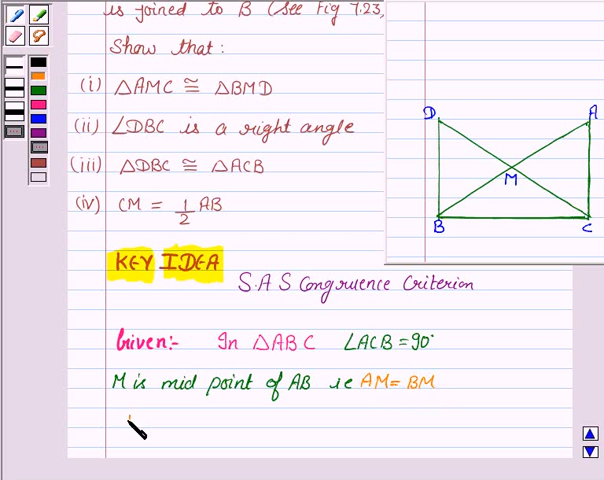 is joined to B (see Fig 7.23,
Show that :
(i) △AMC ≅ △BMD
(ii) ∠DBC is a right angle
(iii) △DBC ≅ △ACB
(iv) CM = 1/2 AB
D A
M
B C
KEY IDEA
S.A S Congruence Criterion
Given:- In △ABC ∠ACB = 90°
M is mid point of AB ie AM = BM